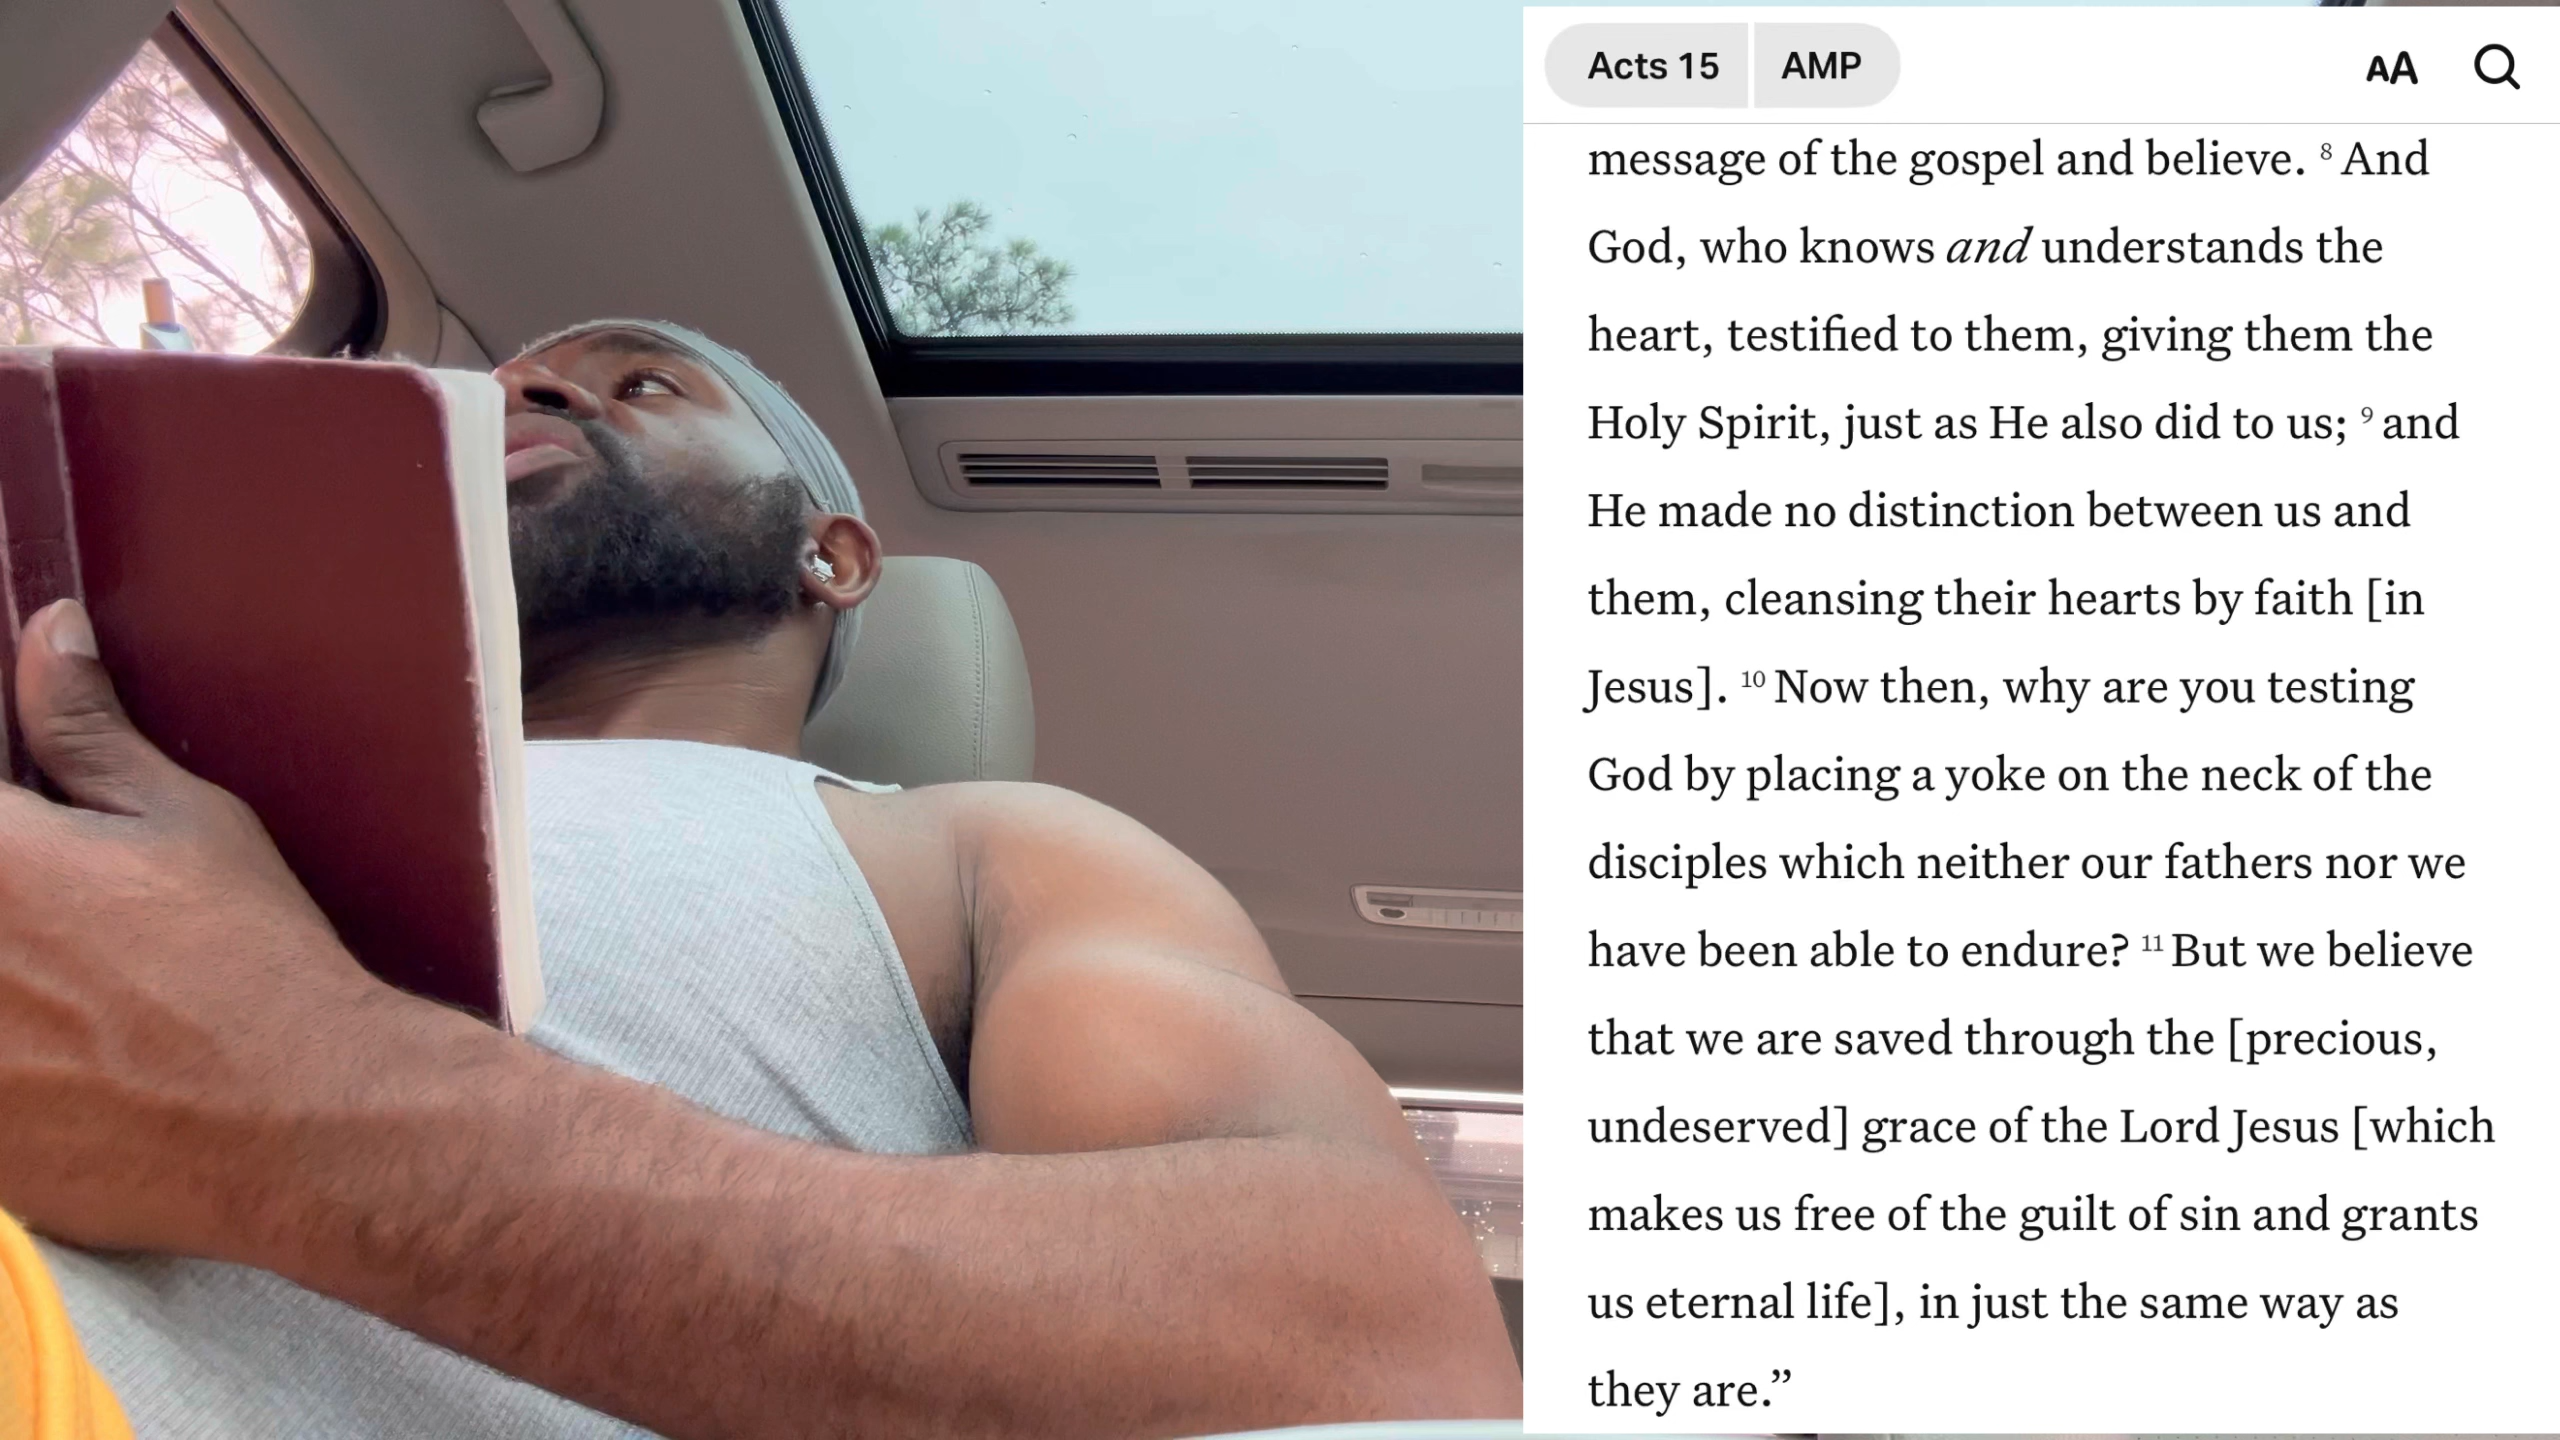 Acts 15 AMP AA
message of the gospel and believe. 8 And
God, who knows and understands the
heart, testified to them, giving them the
Holy Spirit, just as He also did to us; 9 and
He made no distinction between us and
them, cleansing their hearts by faith [in
Jesus]. 10 Now then, why are you testing
God by placing a yoke on the neck of the
disciples which neither our fathers nor we
have been able to endure? 11 But we believe
that we are saved through the [precious,
undeserved] grace of the Lord Jesus [which
makes us free of the guilt of sin and grants
us eternal life], in just the same way as
they are.”